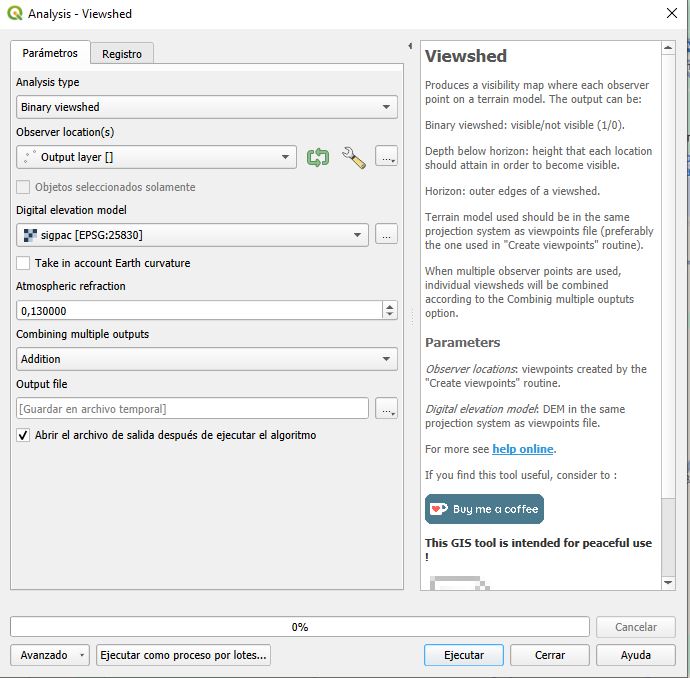 Analysis - Viewshed
Parámetros
Registro
Analysis type
Binary viewshed
Observer location(s)
Output layer []
...
Objetos seleccionados solamente
Digital elevation model
sigpac [EPSG:25830]
...
Take in account Earth curvature
Atmospheric refraction
0,130000
Combining multiple outputs
Addition
Output file
[Guardar en archivo temporal]
...
Abrir el archivo de salida después de ejecutar el algoritmo
Viewshed
Produces a visibility map where each observer
point on a terrain model. The output can be:
Binary viewshed: visible/not visible (1/0).
Depth below horizon: height that each location
should attain in order to become visible.
Horizon: outer edges of a viewshed.
Terrain model used should be in the same
projection system as viewpoints file (preferably
the one used in "Create viewpoints" routine).
When multiple observer points are used,
individual viewsheds will be combined
according to the Combinig multiple ouptuts
option.
Parameters
Observer locations: viewpoints created by the
"Create viewpoints" routine.
Digital elevation model: DEM in the same
projection system as viewpoints file.
For more see help online.
If you find this tool useful, consider to :
Buy me a coffee
This GIS tool is intended for peaceful use
!
0%
Cancelar
Avanzado
Ejecutar como proceso por lotes...
Ejecutar
Cerrar
Ayuda